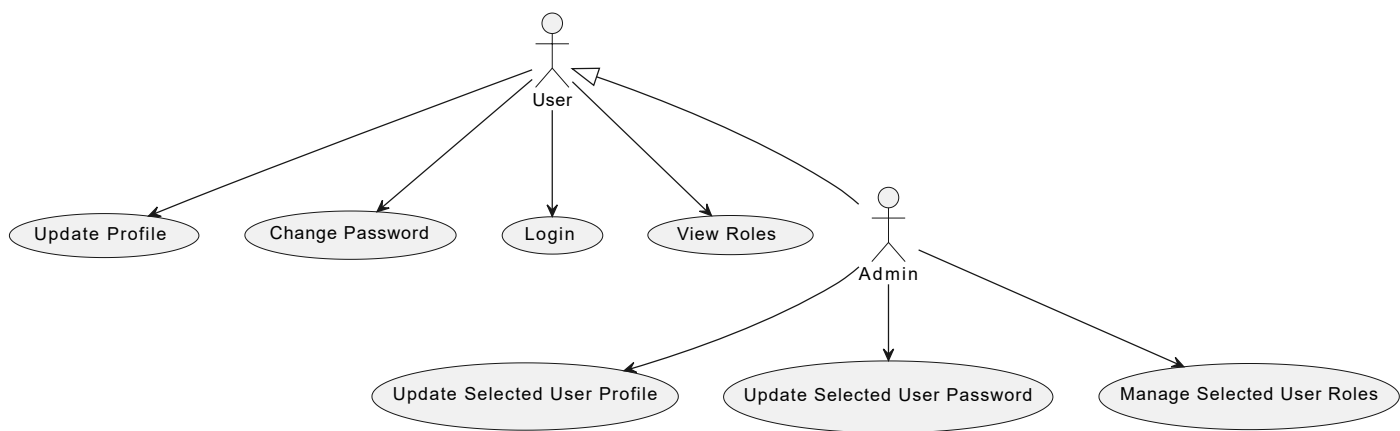 User
Update Profile
Change Password
Login
View Roles
Admin
Update Selected User Profile
Update Selected User Password
Manage Selected User Roles